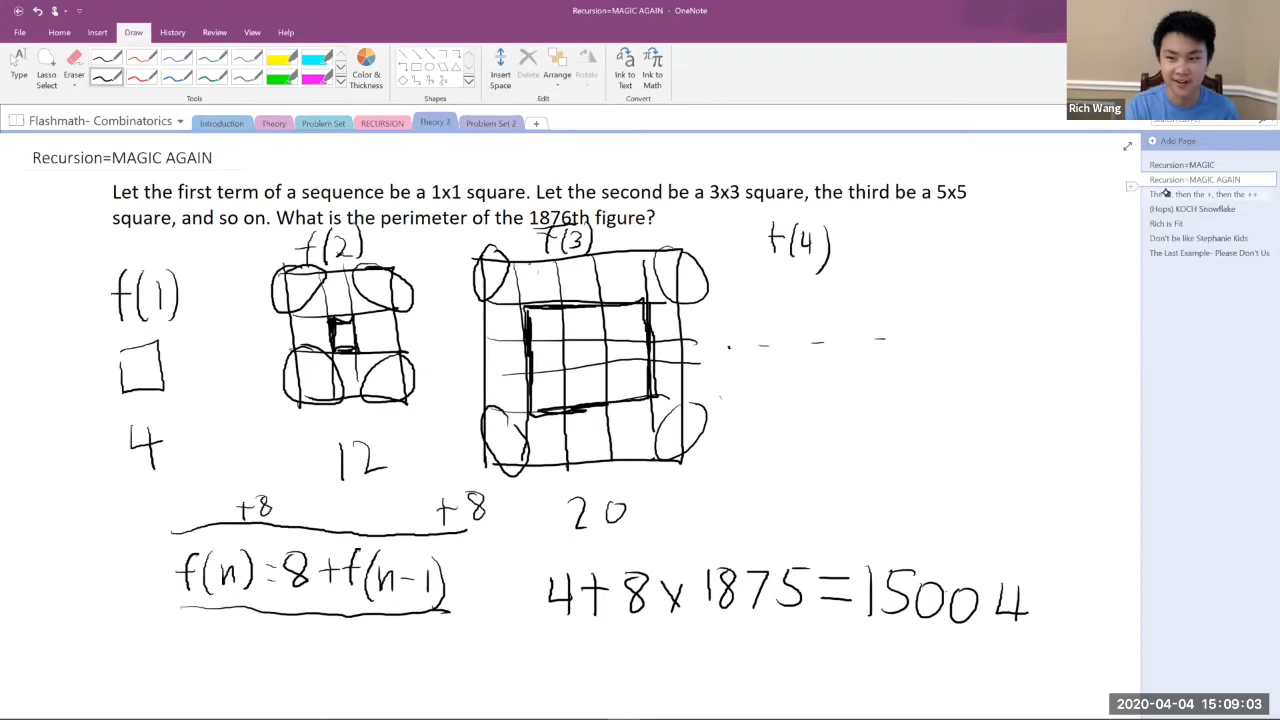 Recursion=MAGIC AGAIN - OneNote
File Home Insert Draw History Review View Help
Type Lasso Select Eraser Color & Thickness Insert Space Delete Arrange Rotate Ink to Text Ink to Math
Tools Shapes Edit Convert
Rich Wang
Flashmath- Combinatorics Introduction Theory Problem Set RECURSION Theory 2 Problem Set 2
Add Page
Recursion=MAGIC
Recursion=MAGIC AGAIN
, then the +, then the ++
(Hops) KOCH Snowflake
Rich is Fit
Don't be like Stephanie Kids
The Last Example- Please Don't Us
Recursion=MAGIC AGAIN
Let the first term of a sequence be a 1x1 square. Let the second be a 3x3 square, the third be a 5x5
square, and so on. What is the perimeter of the 1876th figure?
f(1) f(2) f(3) f(4)
4 12 20
+8 +8
f(n)=8+f(n-1)
4+8x1875=15004
2020-04-04 15:09:03